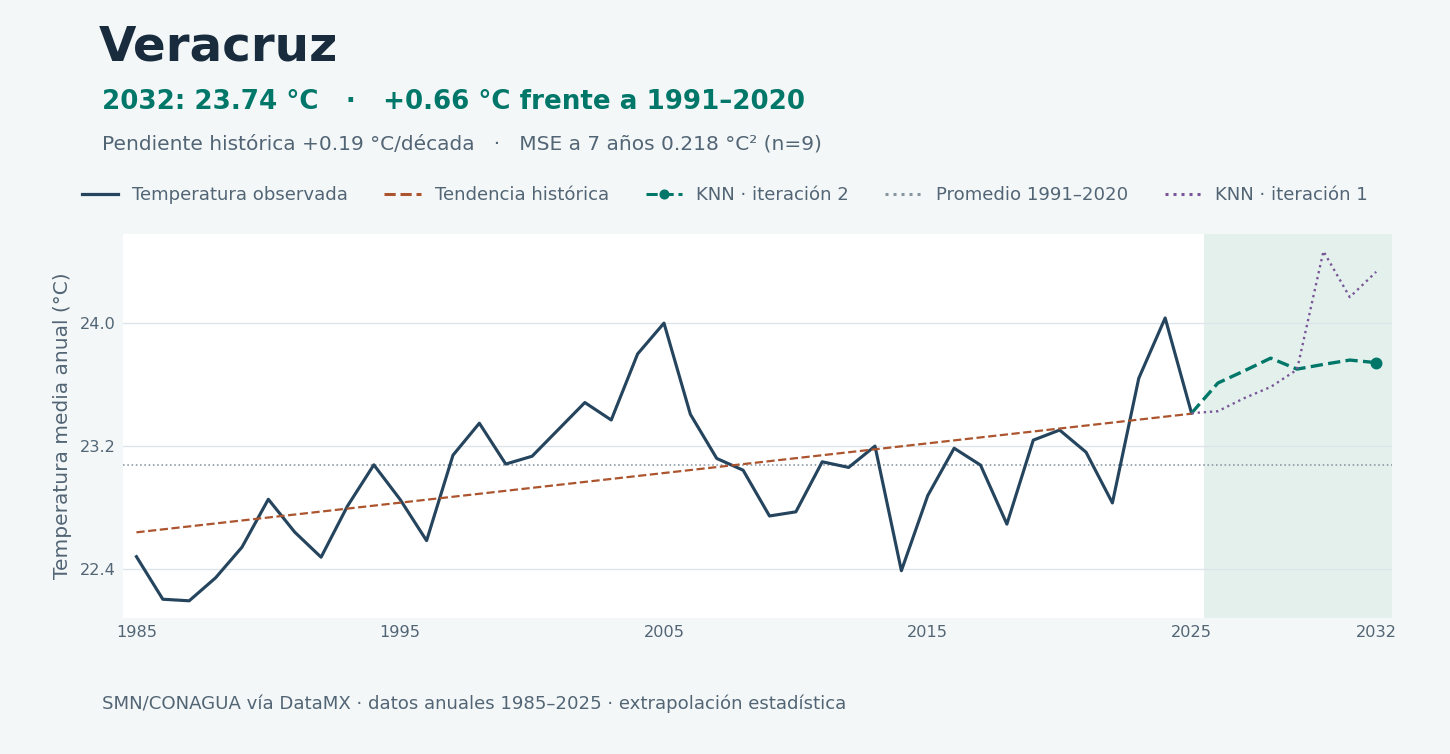 Veracruz
2032: 23.74 °C · +0.66 °C frente a 1991–2020
Pendiente histórica +0.19 °C/década · MSE a 7 años 0.218 °C² (n=9)
Temperatura observada Tendencia histórica KNN · iteración 2 Promedio 1991–2020 KNN · iteración 1
Temperatura media anual (°C)
24.0
23.2
22.4
1985 1995 2005 2015 2025 2032
SMN/CONAGUA vía DataMX · datos anuales 1985–2025 · extrapolación estadística